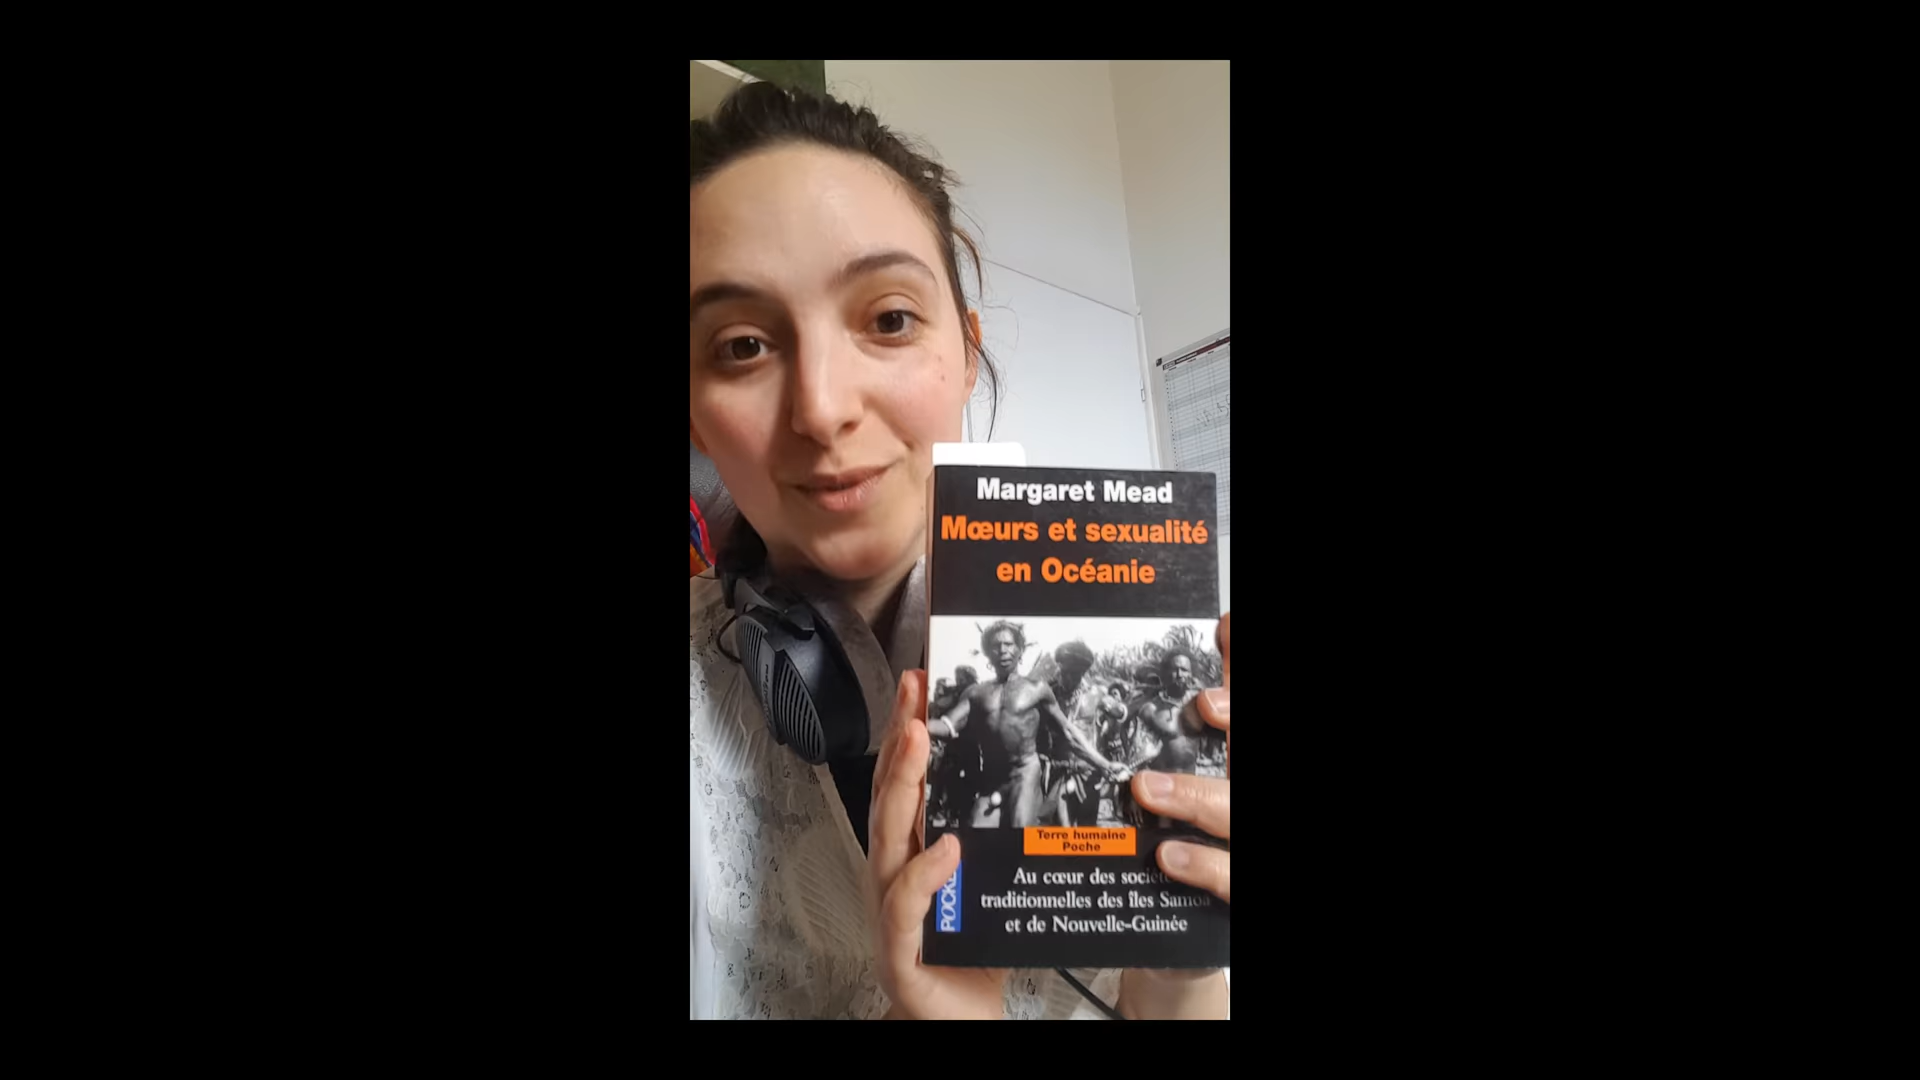 Margaret Mead
Mœurs et sexualité
en Océanie
Terre humaine
Poche
Au cœur des
traditionnelles des îles Samoa
et de Nouvelle-Guinée